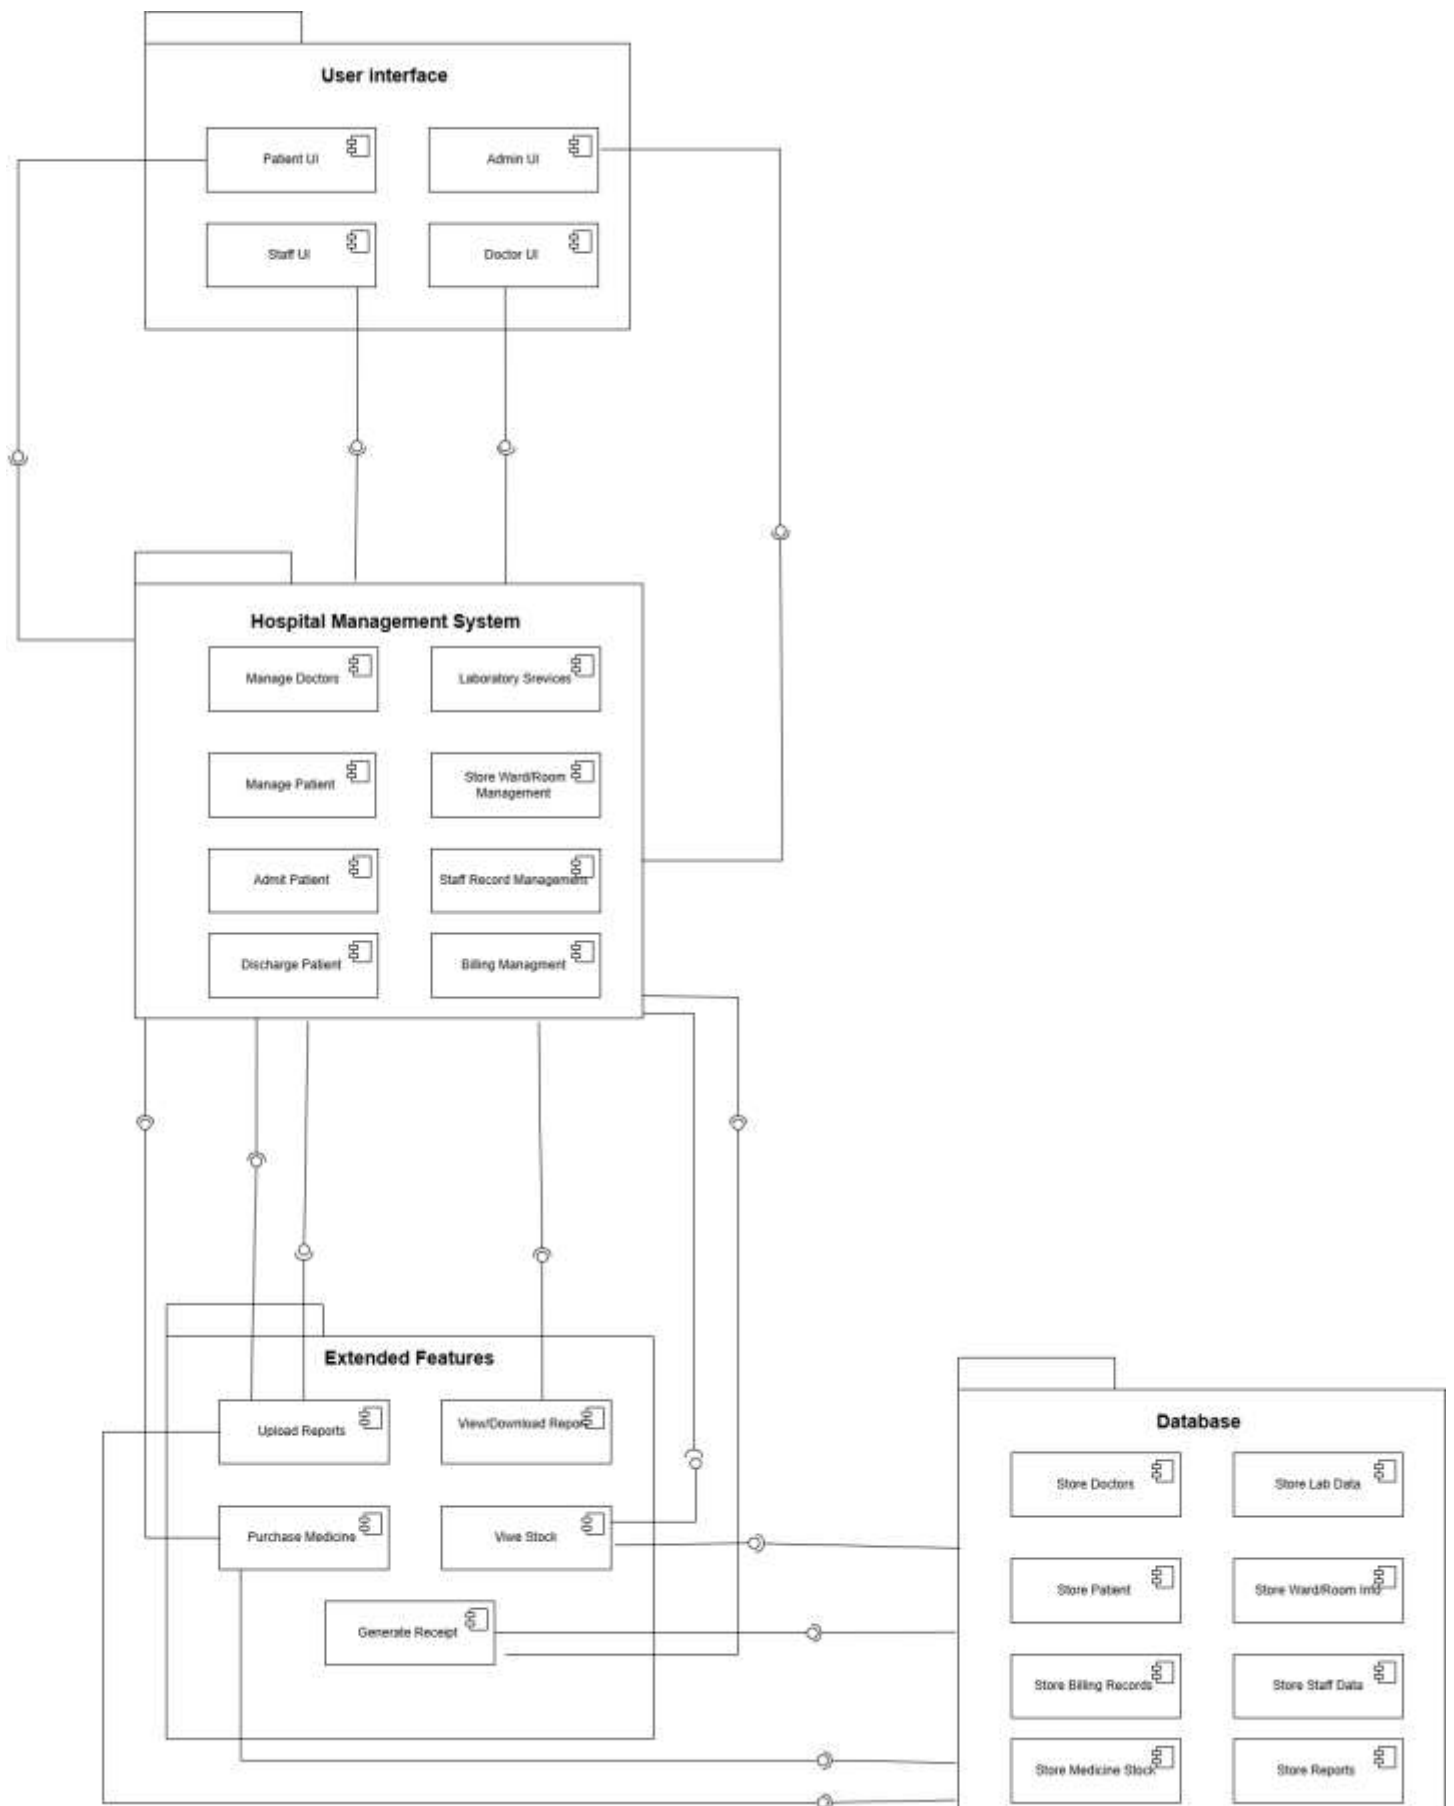 User interface
Patient UI
Admin UI
Staff UI
Doctor UI
Hospital Management System
Manage Doctors
Laboratory Srevices
Manage Patient
Store Ward/Room
Management
Admit Patient
Staff Record Management
Discharge Patient
Billing Managment
Extended Features
Upload Reports
View/Download Report
Purchase Medicine
Viwe Stock
Generate Receipt
Database
Store Doctors
Store Lab Data
Store Patient
Store Ward/Room Info
Store Billing Records
Store Staff Data
Store Medicine Stock
Store Reports